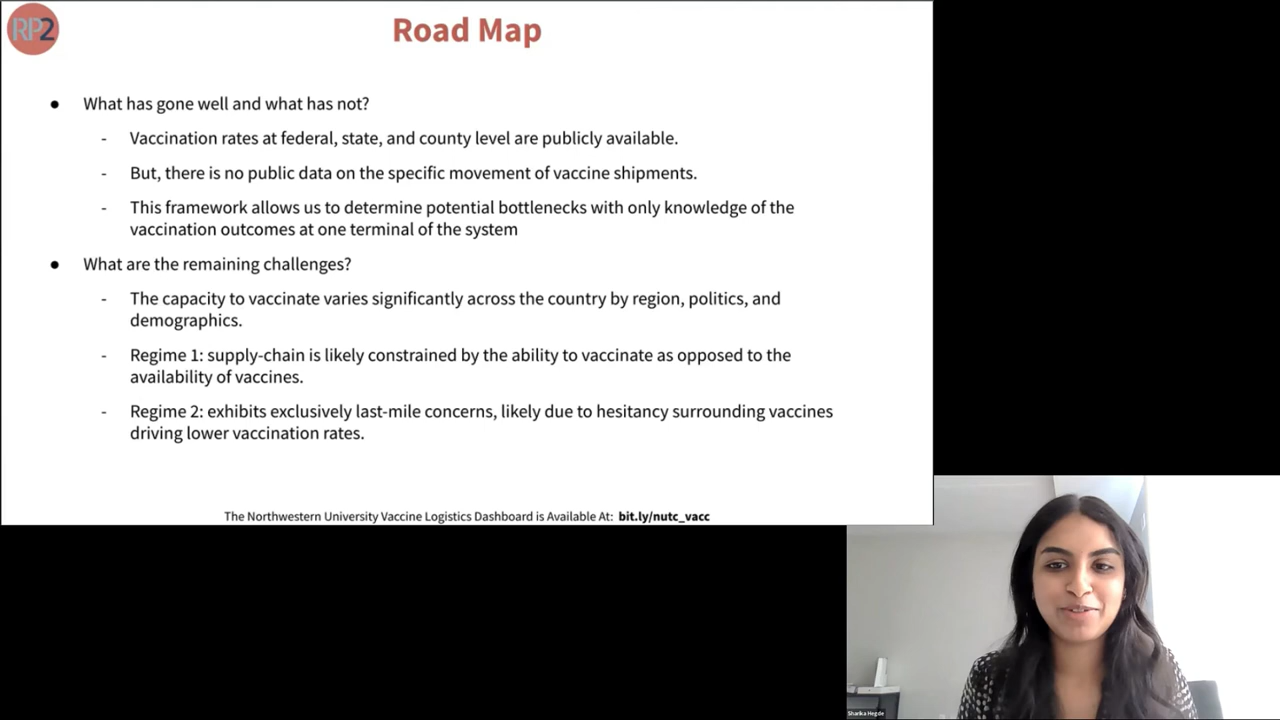 RP2
Road Map
● What has gone well and what has not?
- Vaccination rates at federal, state, and county level are publicly available.
- But, there is no public data on the specific movement of vaccine shipments.
- This framework allows us to determine potential bottlenecks with only knowledge of the
vaccination outcomes at one terminal of the system
● What are the remaining challenges?
- The capacity to vaccinate varies significantly across the country by region, politics, and
demographics.
- Regime 1: supply-chain is likely constrained by the ability to vaccinate as opposed to the
availability of vaccines.
- Regime 2: exhibits exclusively last-mile concerns, likely due to hesitancy surrounding vaccines
driving lower vaccination rates.
The Northwestern University Vaccine Logistics Dashboard is Available At: bit.ly/nutc_vacc
Sharika Hegde